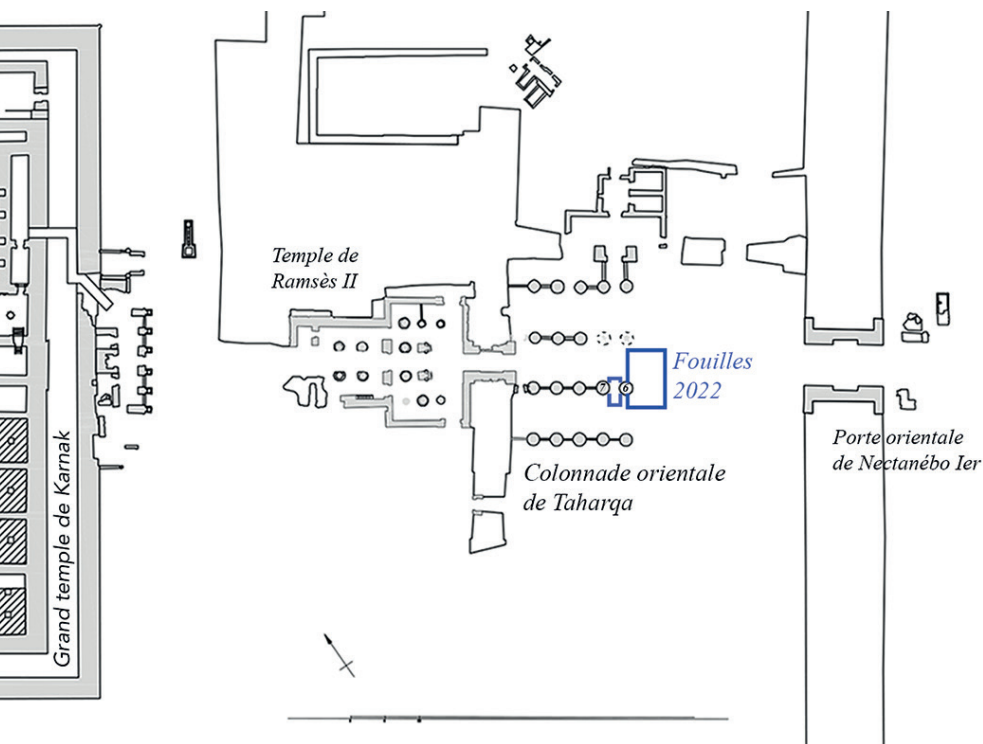 Temple de
Ramsès II
Fouilles
2022
7
6
Colonnade orientale
de Taharqa
Porte orientale
de Nectanébo Ier
Grand temple de Karnak